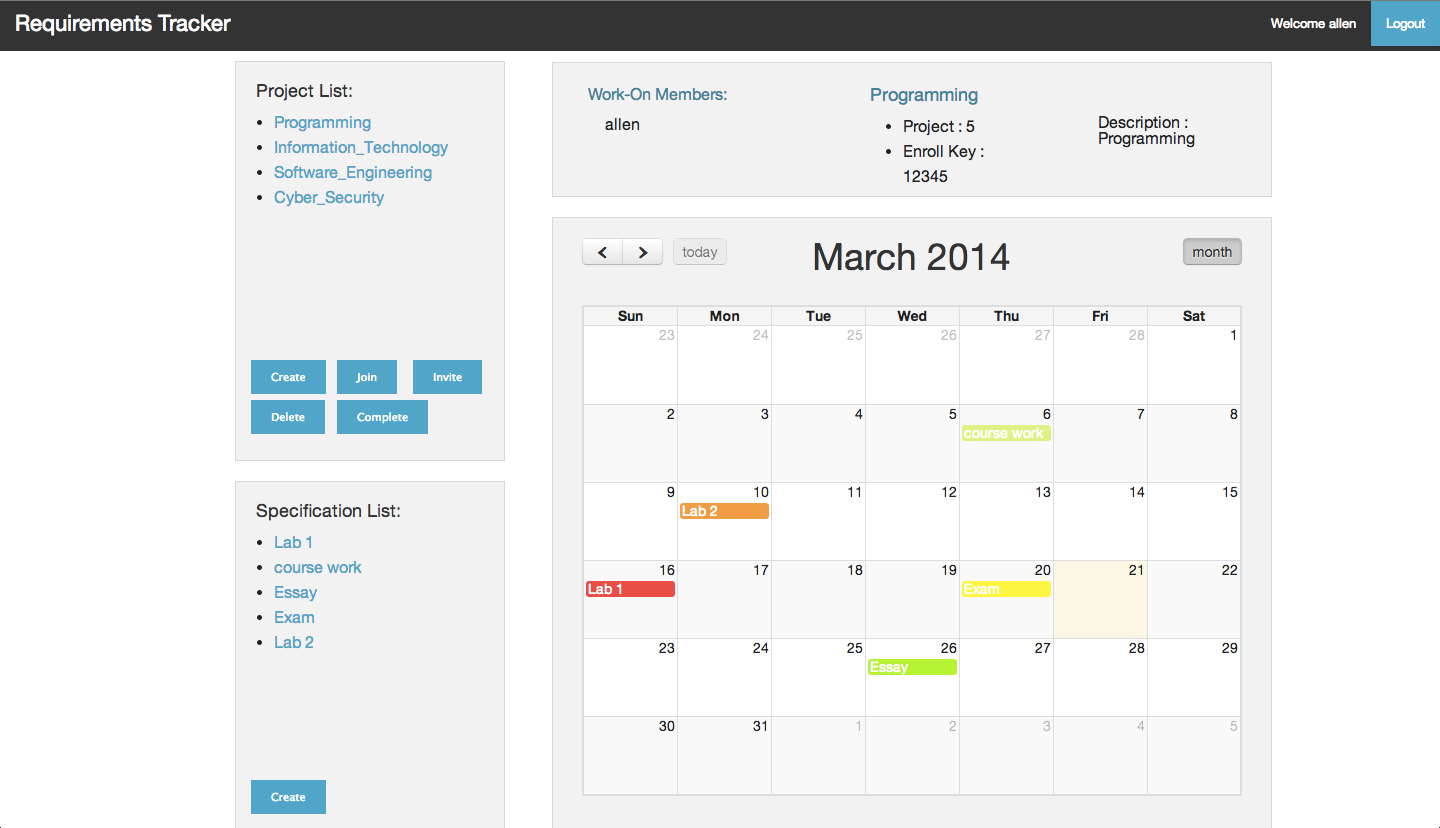 Requirements Tracker
Welcome allen
Logout
Project List:
Programming
Information_Technology
Software_Engineering
Cyber_Security
Create Join Invite
Delete Complete
Specification List:
Lab 1
course work
Essay
Exam
Lab 2
Create
Work-On Members:
allen
Programming
Project : 5
Enroll Key :
12345
Description :
Programming
today
March 2014
month
Sun Mon Tue Wed Thu Fri Sat
23 24 25 26 27 28 1
2 3 4 5 6 7 8
course work
9 10 11 12 13 14 15
Lab 2
16 17 18 19 20 21 22
Lab 1 Exam
23 24 25 26 27 28 29
Essay
30 31 1 2 3 4 5